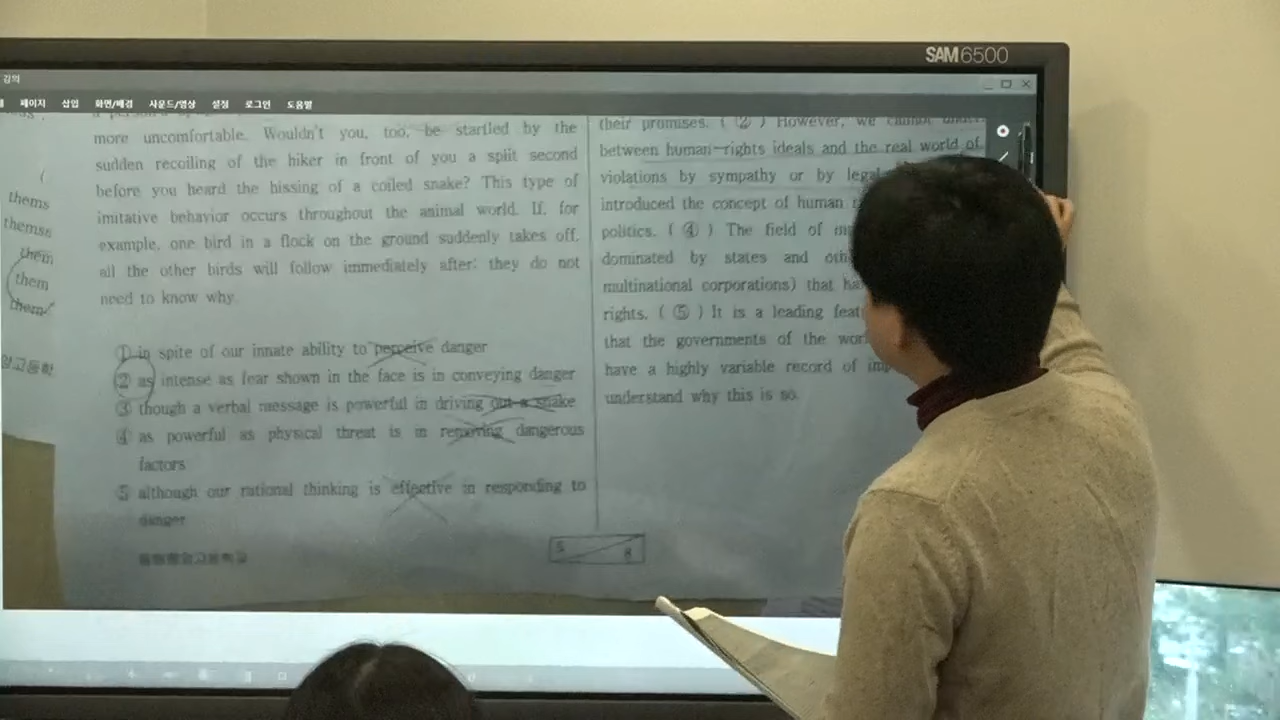 SAM6500
강의
페이지 삽입 화면/배경 사운드/영상 설정 로그인 도움말
thems
themse
them
them
them
more uncomfortable. Wouldn't you, too, be startled by the
sudden recoiling of the hiker in front of you a split second
before you heard the hissing of a coiled snake? This type of
imitative behavior occurs throughout the animal world. If, for
example, one bird in a flock on the ground suddenly takes off,
all the other birds will follow immediately after: they do not
need to know why.
① in spite of our innate ability to perceive danger
② as intense as fear shown in the face is in conveying danger
③ though a verbal message is powerful in driving out a snake
④ as powerful as physical threat is in removing dangerous
factors
⑤ although our rational thinking is effective in responding to
danger
5 8
their promises. ( ② ) However, we cannot
between human-rights ideals and the real world of
violations by sympathy or by legal
introduced the concept of human
politics. ( ④ ) The field of
dominated by states and
multinational corporations) that
rights. ( ⑤ ) It is a leading
that the governments of the
have a highly variable record of
understand why this is so.